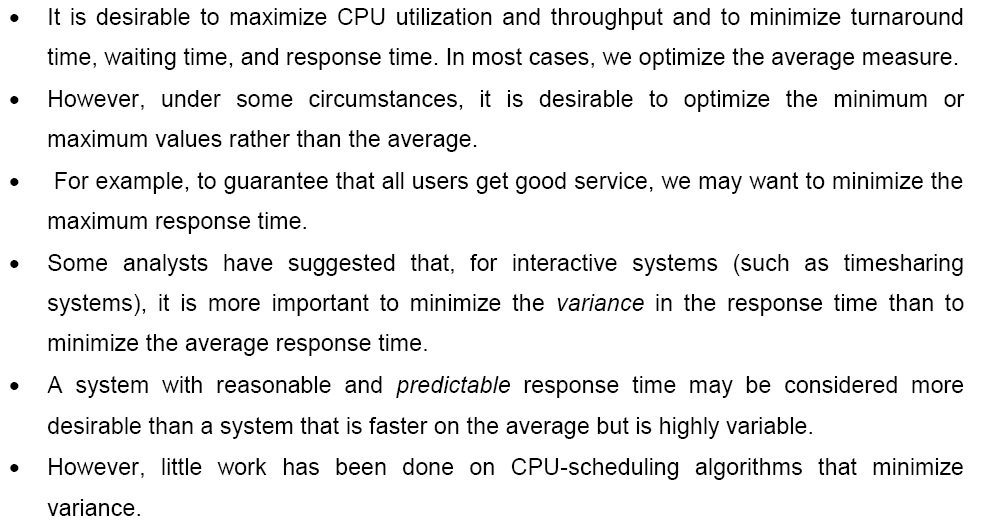 • It is desirable to maximize CPU utilization and throughput and to minimize turnaround
time, waiting time, and response time. In most cases, we optimize the average measure.
• However, under some circumstances, it is desirable to optimize the minimum or
maximum values rather than the average.
• For example, to guarantee that all users get good service, we may want to minimize the
maximum response time.
• Some analysts have suggested that, for interactive systems (such as timesharing
systems), it is more important to minimize the variance in the response time than to
minimize the average response time.
• A system with reasonable and predictable response time may be considered more
desirable than a system that is faster on the average but is highly variable.
• However, little work has been done on CPU-scheduling algorithms that minimize
variance.